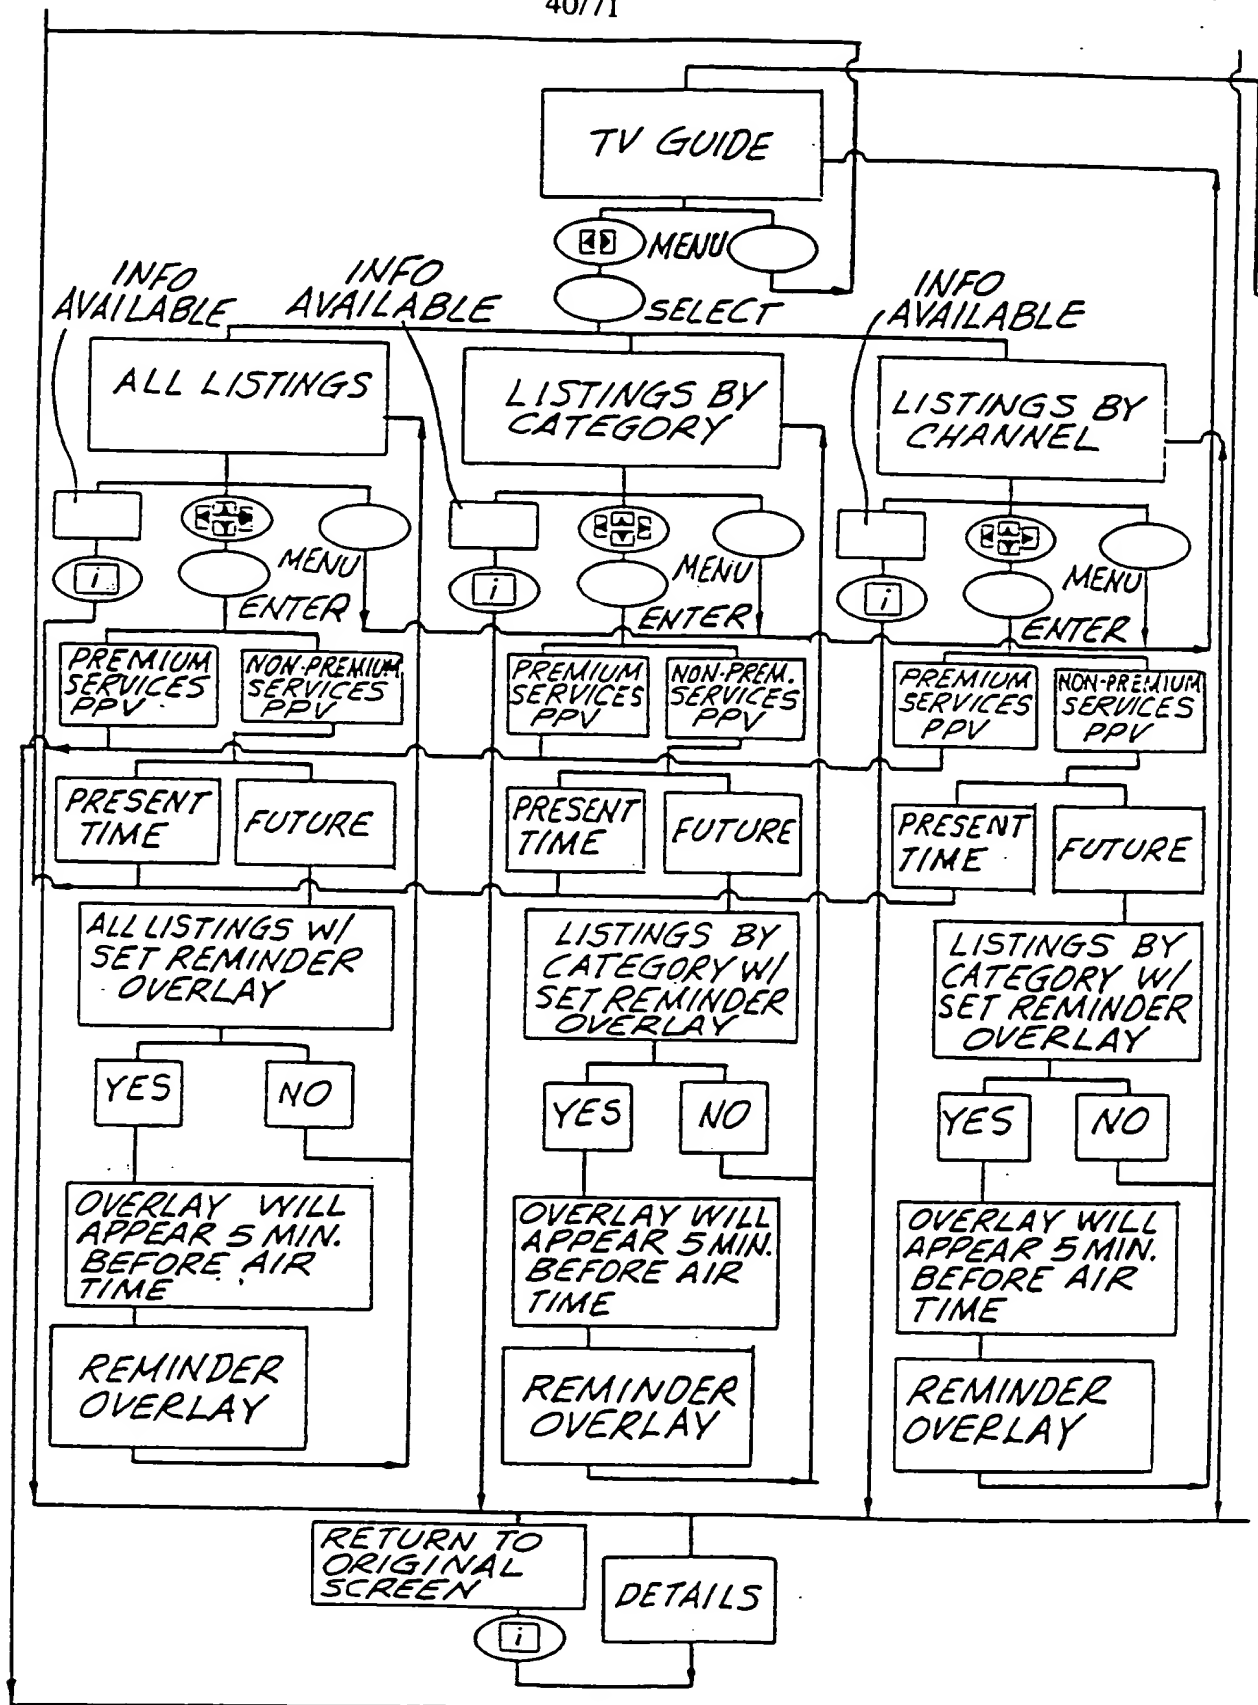 40/71
TV GUIDE
MENU
SELECT
INFO
AVAILABLE
INFO
AVAILABLE
INFO
AVAILABLE
ALL LISTINGS
LISTINGS BY
CATEGORY
LISTINGS BY
CHANNEL
i
MENU
ENTER
i
MENU
ENTER
i
MENU
ENTER
PREMIUM
SERVICES
PPV
NON-PREMIUM
SERVICES
PPV
PREMIUM
SERVICES
PPV
NON-PREM.
SERVICES
PPV
PREMIUM
SERVICES
PPV
NON-PREMIUM
SERVICES
PPV
PRESENT
TIME
FUTURE
PRESENT
TIME
FUTURE
PRESENT
TIME
FUTURE
ALL LISTINGS W/
SET REMINDER
OVERLAY
LISTINGS BY
CATEGORY W/
SET REMINDER
OVERLAY
LISTINGS BY
CATEGORY W/
SET REMINDER
OVERLAY
YES
NO
YES
NO
YES
NO
OVERLAY WILL
APPEAR 5 MIN.
BEFORE AIR
TIME
OVERLAY WILL
APPEAR 5 MIN.
BEFORE AIR
TIME
OVERLAY WILL
APPEAR 5 MIN.
BEFORE AIR
TIME
REMINDER
OVERLAY
REMINDER
OVERLAY
REMINDER
OVERLAY
RETURN TO
ORIGINAL
SCREEN
i
DETAILS